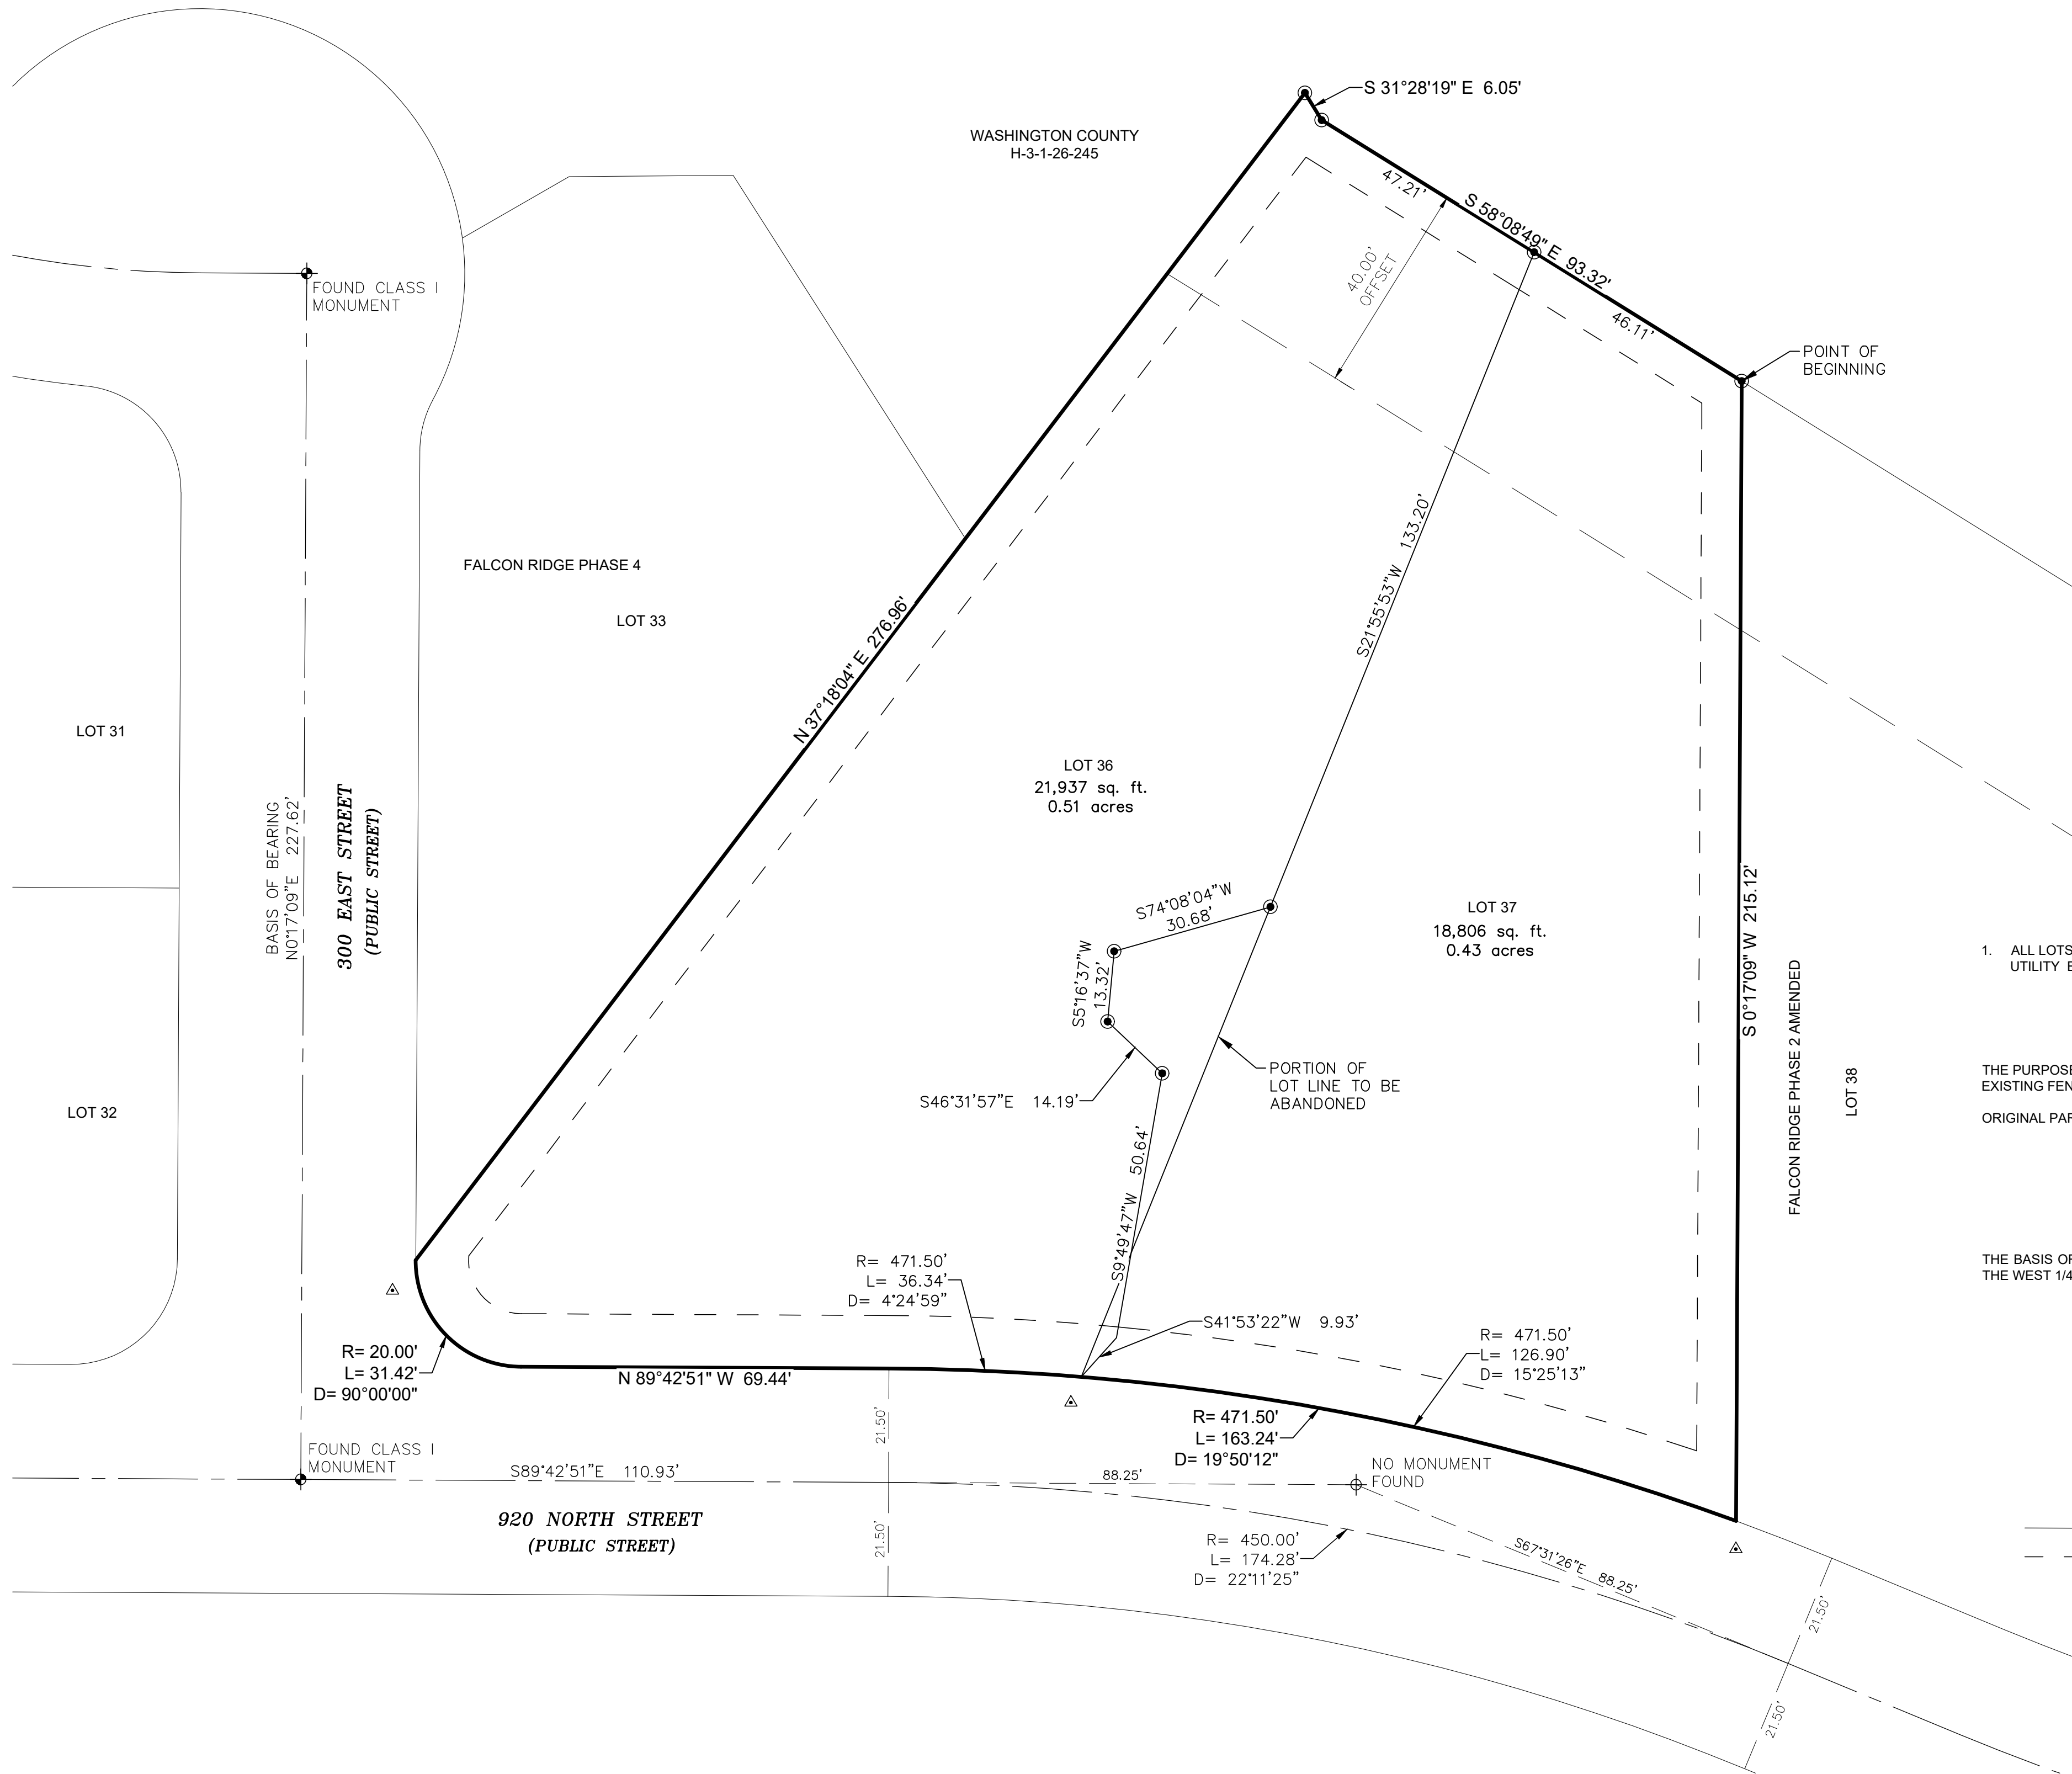 S 31°28'19" E 6.05'
WASHINGTON COUNTY
H-3-1-26-245
47.21'
S 58°08'49" E 93.32'
46.11'
40.00'
OFFSET
FOUND CLASS I
MONUMENT
POINT OF
BEGINNING
FALCON RIDGE PHASE 4
LOT 33
N 37°18'04" E 276.96'
S21°55'53"W 133.20'
LOT 31
LOT 32
BASIS OF BEARING
N0°17'09"E 227.62'
300 EAST STREET
(PUBLIC STREET)
LOT 36
21,937 sq. ft.
0.51 acres
LOT 37
18,806 sq. ft.
0.43 acres
S74°08'04"W
30.68'
S5°16'37"W
13.32'
S46°31'57"E 14.19'
PORTION OF
LOT LINE TO BE
ABANDONED
S9°49'47"W 50.64'
S 0°17'09" W 215.12'
FALCON RIDGE PHASE 2 AMENDED
LOT 38
1. ALL LOTS
UTILITY
THE PURPOSE
EXISTING
ORIGINAL
THE BASIS
THE WEST 1/4
R= 471.50'
L= 36.34'
D= 4°24'59"
S41°53'22"W 9.93'
R= 471.50'
L= 126.90'
D= 15°25'13"
R= 20.00'
L= 31.42'
D= 90°00'00"
N 89°42'51" W 69.44'
R= 471.50'
L= 163.24'
D= 19°50'12"
21.50'
FOUND CLASS I
MONUMENT
S89°42'51"E 110.93'
88.25'
NO MONUMENT
FOUND
920 NORTH STREET
(PUBLIC STREET)
21.50'
R= 450.00'
L= 174.28'
D= 22°11'25"
S67°31'26"E 88.25'
21.50'
21.50'